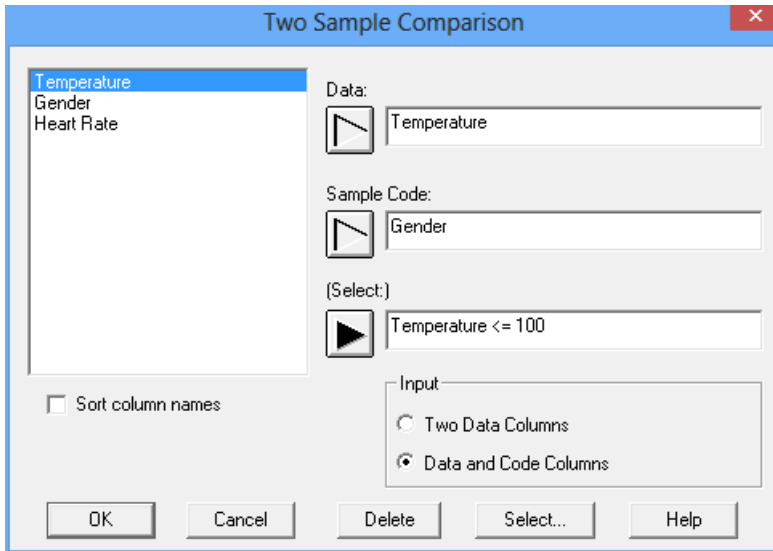 Two Sample Comparison
Temperature
Gender
Heart Rate
Sort column names
Data:
Temperature
Sample Code:
Gender
(Select:)
Temperature <= 100
Input
Two Data Columns
Data and Code Columns
OK
Cancel
Delete
Select...
Help